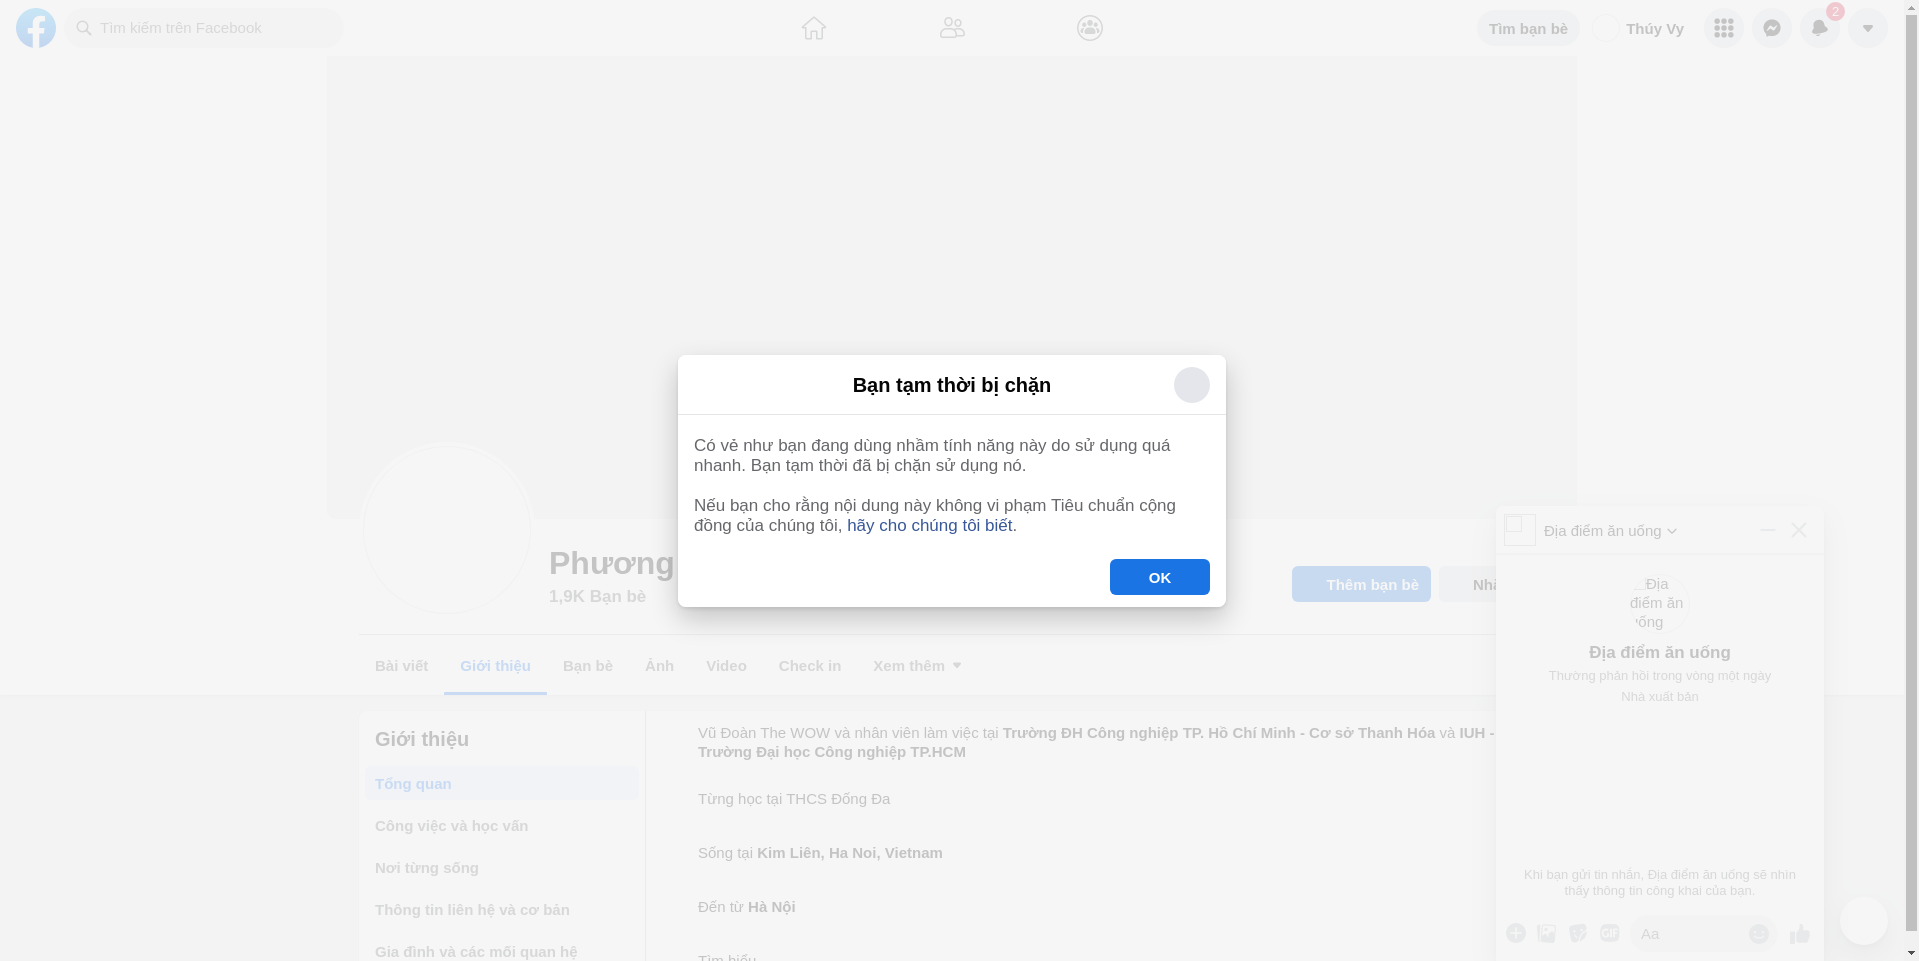 Tìm kiếm trên Facebook
Tìm bạn bè
Thúy Vy
2
Bạn tạm thời bị chặn
Có vẻ như bạn đang dùng nhầm tính năng này do sử dụng quá
nhanh. Bạn tạm thời đã bị chặn sử dụng nó.
Nếu bạn cho rằng nội dung này không vi phạm Tiêu chuẩn cộng
đồng của chúng tôi, hãy cho chúng tôi biết.
OK
Phương
1,9K Bạn bè
Thêm bạn bè
Bài viết
Giới thiệu
Bạn bè
Ảnh
Video
Check in
Xem thêm
Giới thiệu
Tổng quan
Công việc và học vấn
Nơi từng sống
Thông tin liên hệ và cơ bản
Gia đình và các mối quan hệ
Vũ Đoàn The WOW và nhân viên làm việc tại Trường ĐH Công nghiệp TP. Hồ Chí Minh - Cơ sở Thanh Hóa và IUH -
Trường Đại học Công nghiệp TP.HCM
Từng học tại THCS Đống Đa
Sống tại Kim Liên, Ha Noi, Vietnam
Đến từ Hà Nội
Tìm hiểu
Địa điểm ăn uống
Địa
điểm ăn
uống
Địa điểm ăn uống
Thường phản hồi trong vòng một ngày
Nhà xuất bản
Khi bạn gửi tin nhắn, Địa điểm ăn uống sẽ nhìn
thấy thông tin công khai của bạn.
GIF
Aa